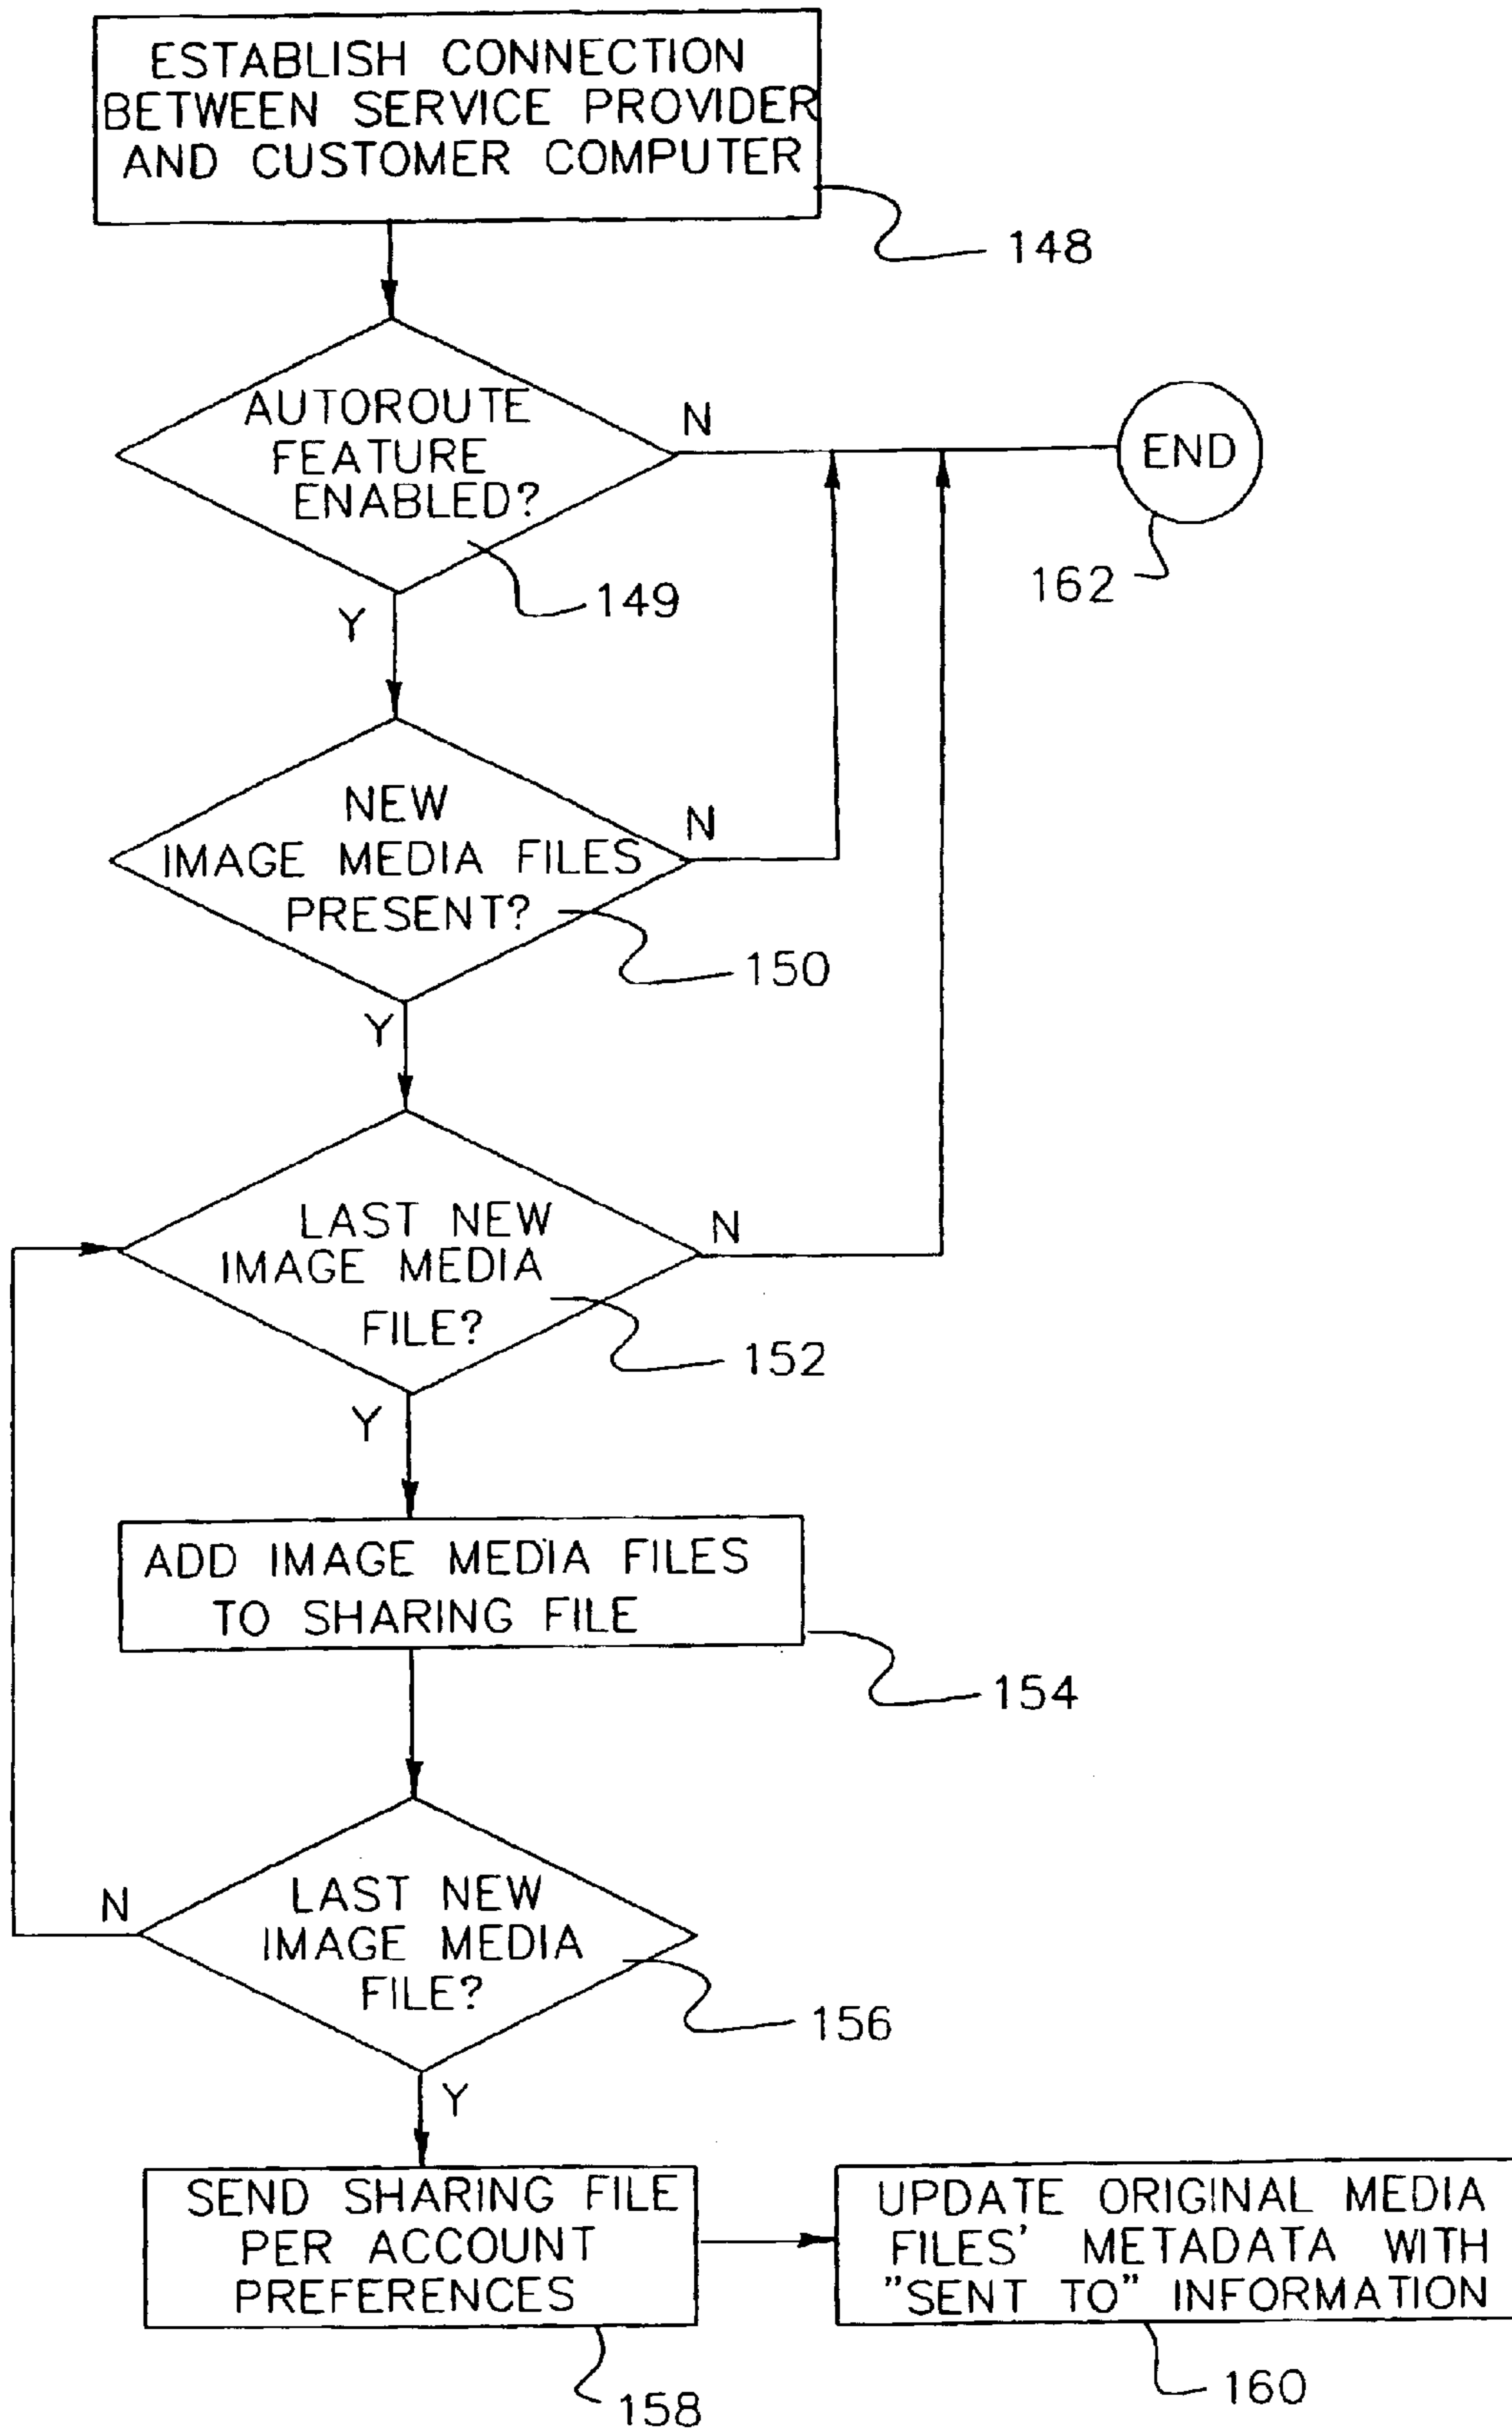 ESTABLISH CONNECTION
BETWEEN SERVICE PROVIDER
AND CUSTOMER COMPUTER
148
AUTOROUTE
FEATURE
ENABLED?
N
END
162
149
Y
NEW
IMAGE MEDIA FILES
PRESENT?
N
150
Y
LAST NEW
IMAGE MEDIA
FILE?
N
152
Y
ADD IMAGE MEDIA FILES
TO SHARING FILE
154
N
LAST NEW
IMAGE MEDIA
FILE?
156
Y
SEND SHARING FILE
PER ACCOUNT
PREFERENCES
158
UPDATE ORIGINAL MEDIA
FILES' METADATA WITH
"SENT TO" INFORMATION
160